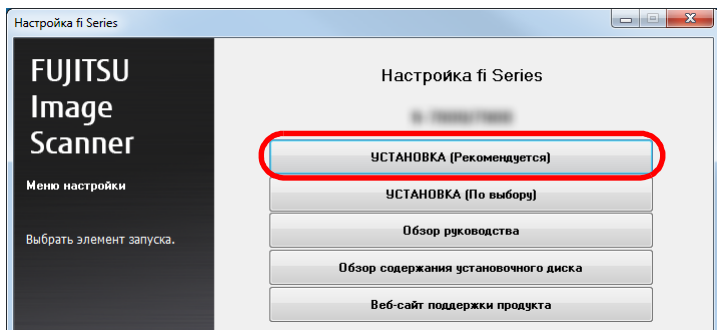 Настройка fi Series
FUJITSU
Image
Scanner
Меню настройки
Выбрать элемент запуска.
Настройка fi Series
УСТАНОВКА (Рекомендуется)
УСТАНОВКА (По выбору)
Обзор руководства
Обзор содержания установочного диска
Веб-сайт поддержки продукта